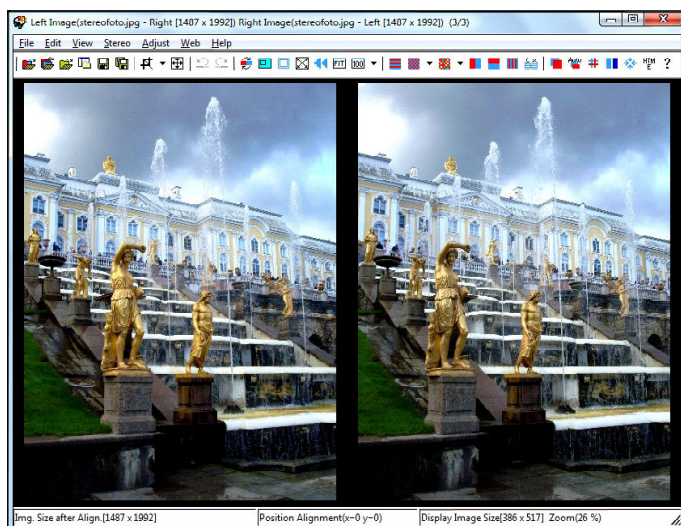 Left Image(stereofoto.jpg - Right [1487 x 1992]) Right Image(stereofoto.jpg - Left [1487 x 1992]) (3/3)
File Edit View Stereo Adjust Web Help
FIT 100 HTM E ?
Img. Size after Align.[1487 x 1992] Position Alignment(x=0 y=0) Display Image Size[386 x 517] Zoom(26 %)